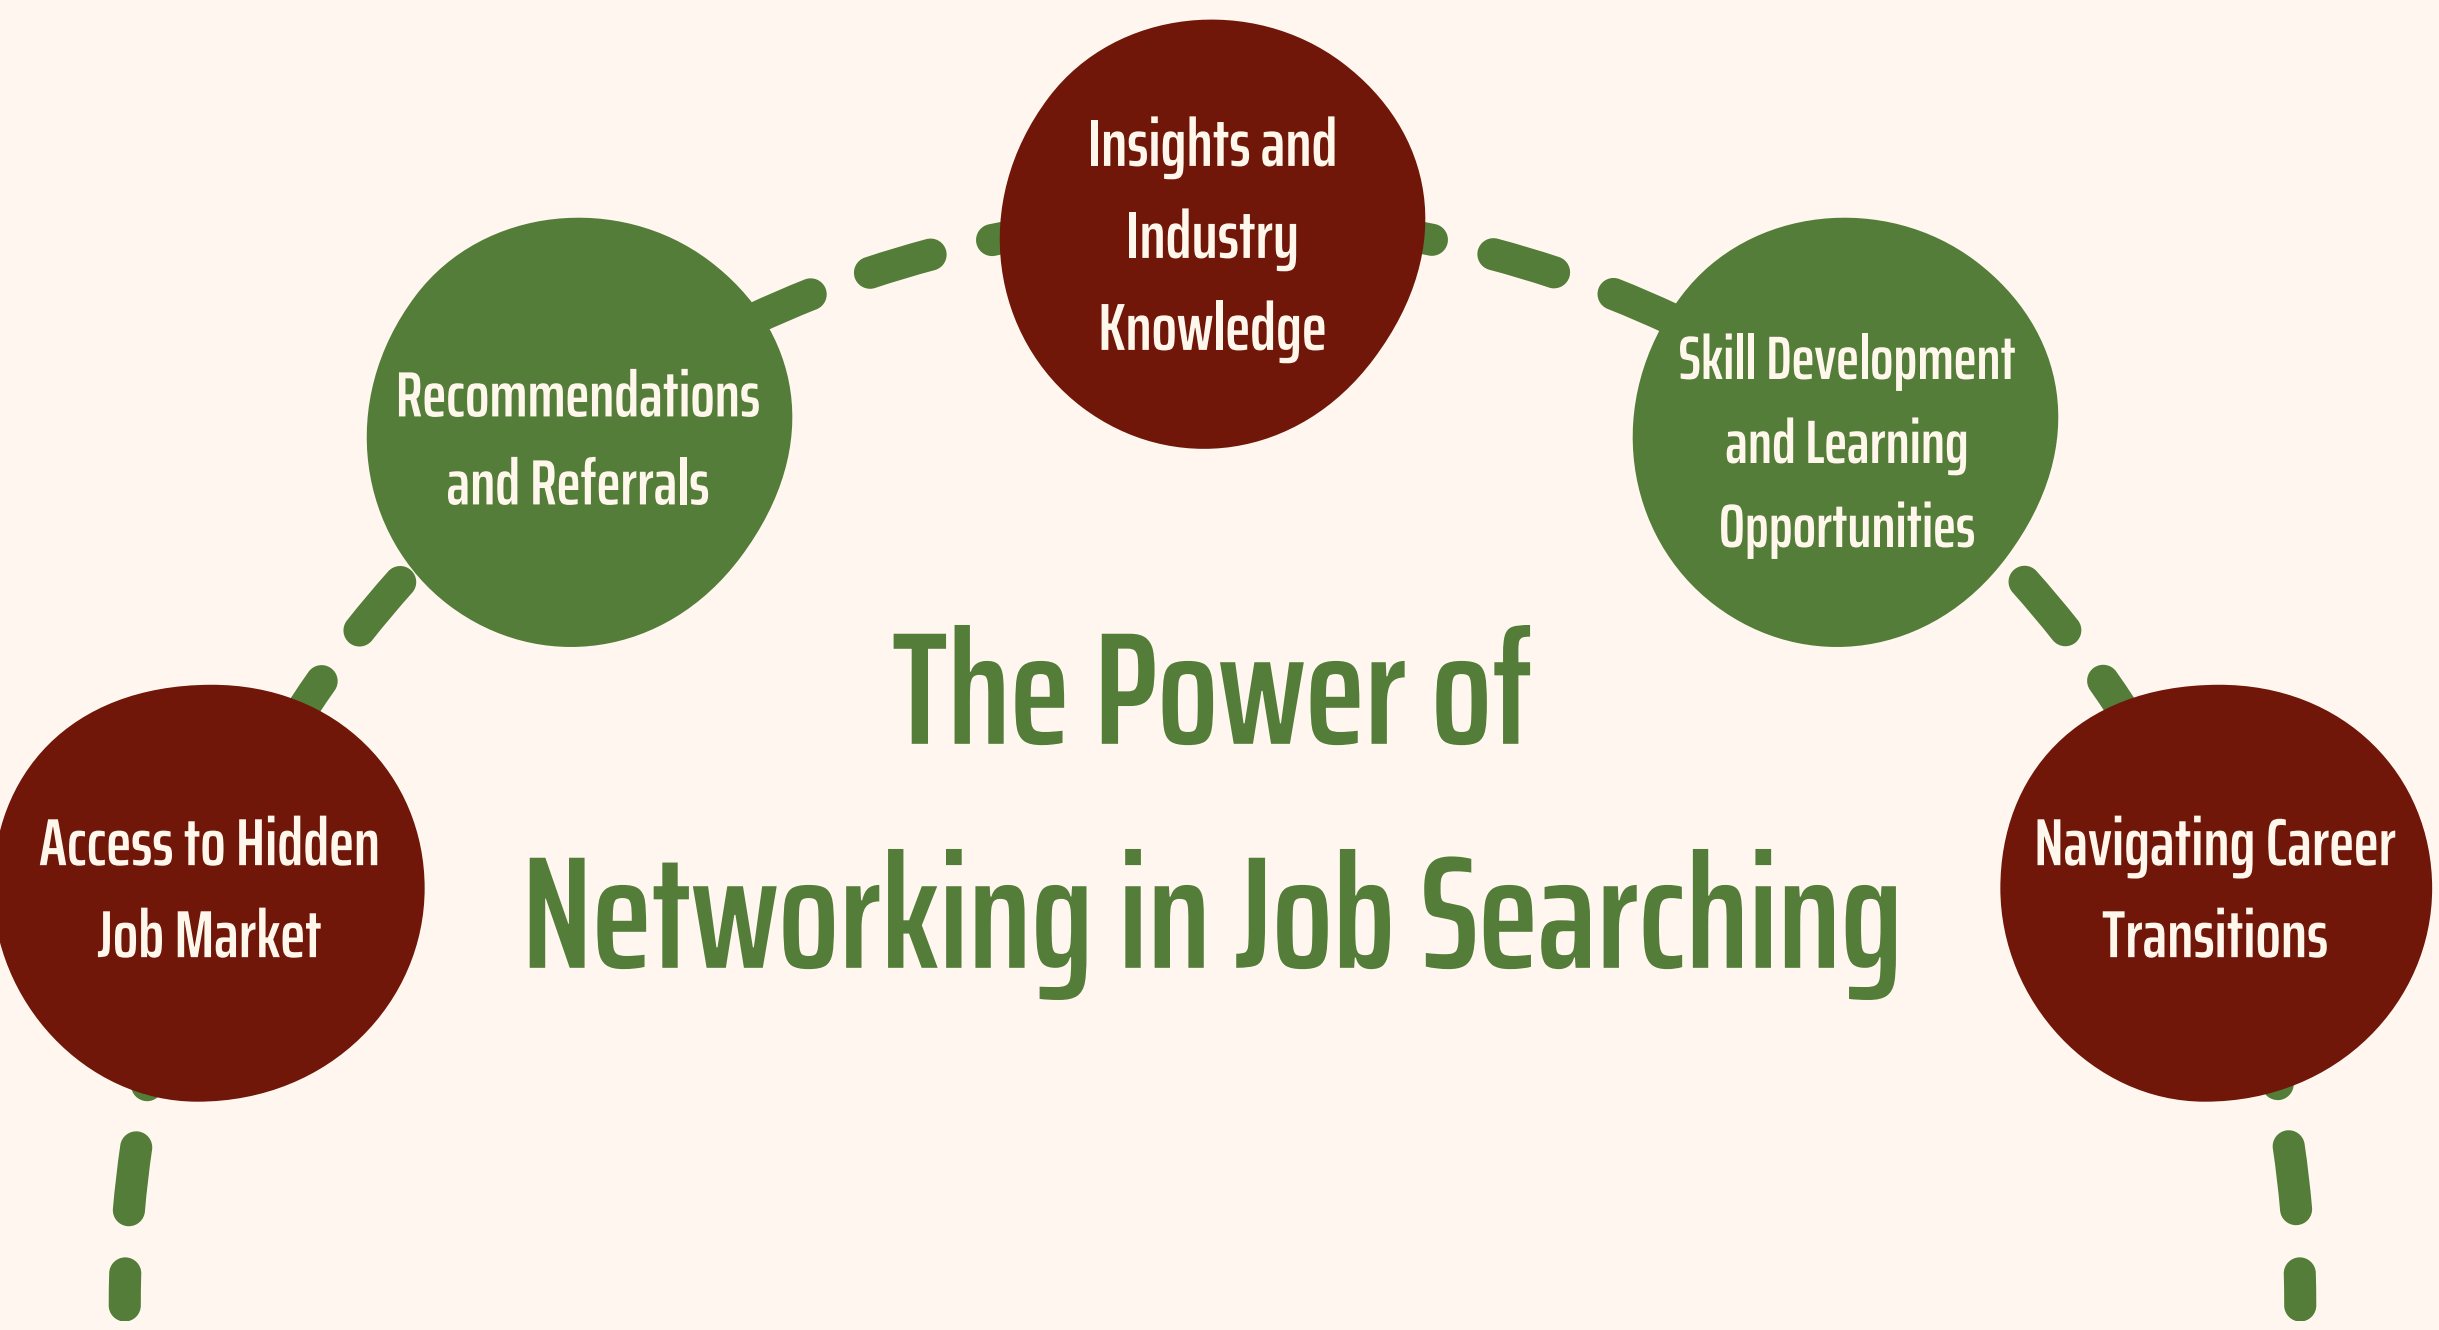 Insights and
Industry
Knowledge
Recommendations
and Referrals
Skill Development
and Learning
Opportunities
The Power of
Networking in Job Searching
Access to Hidden
Job Market
Navigating Career
Transitions